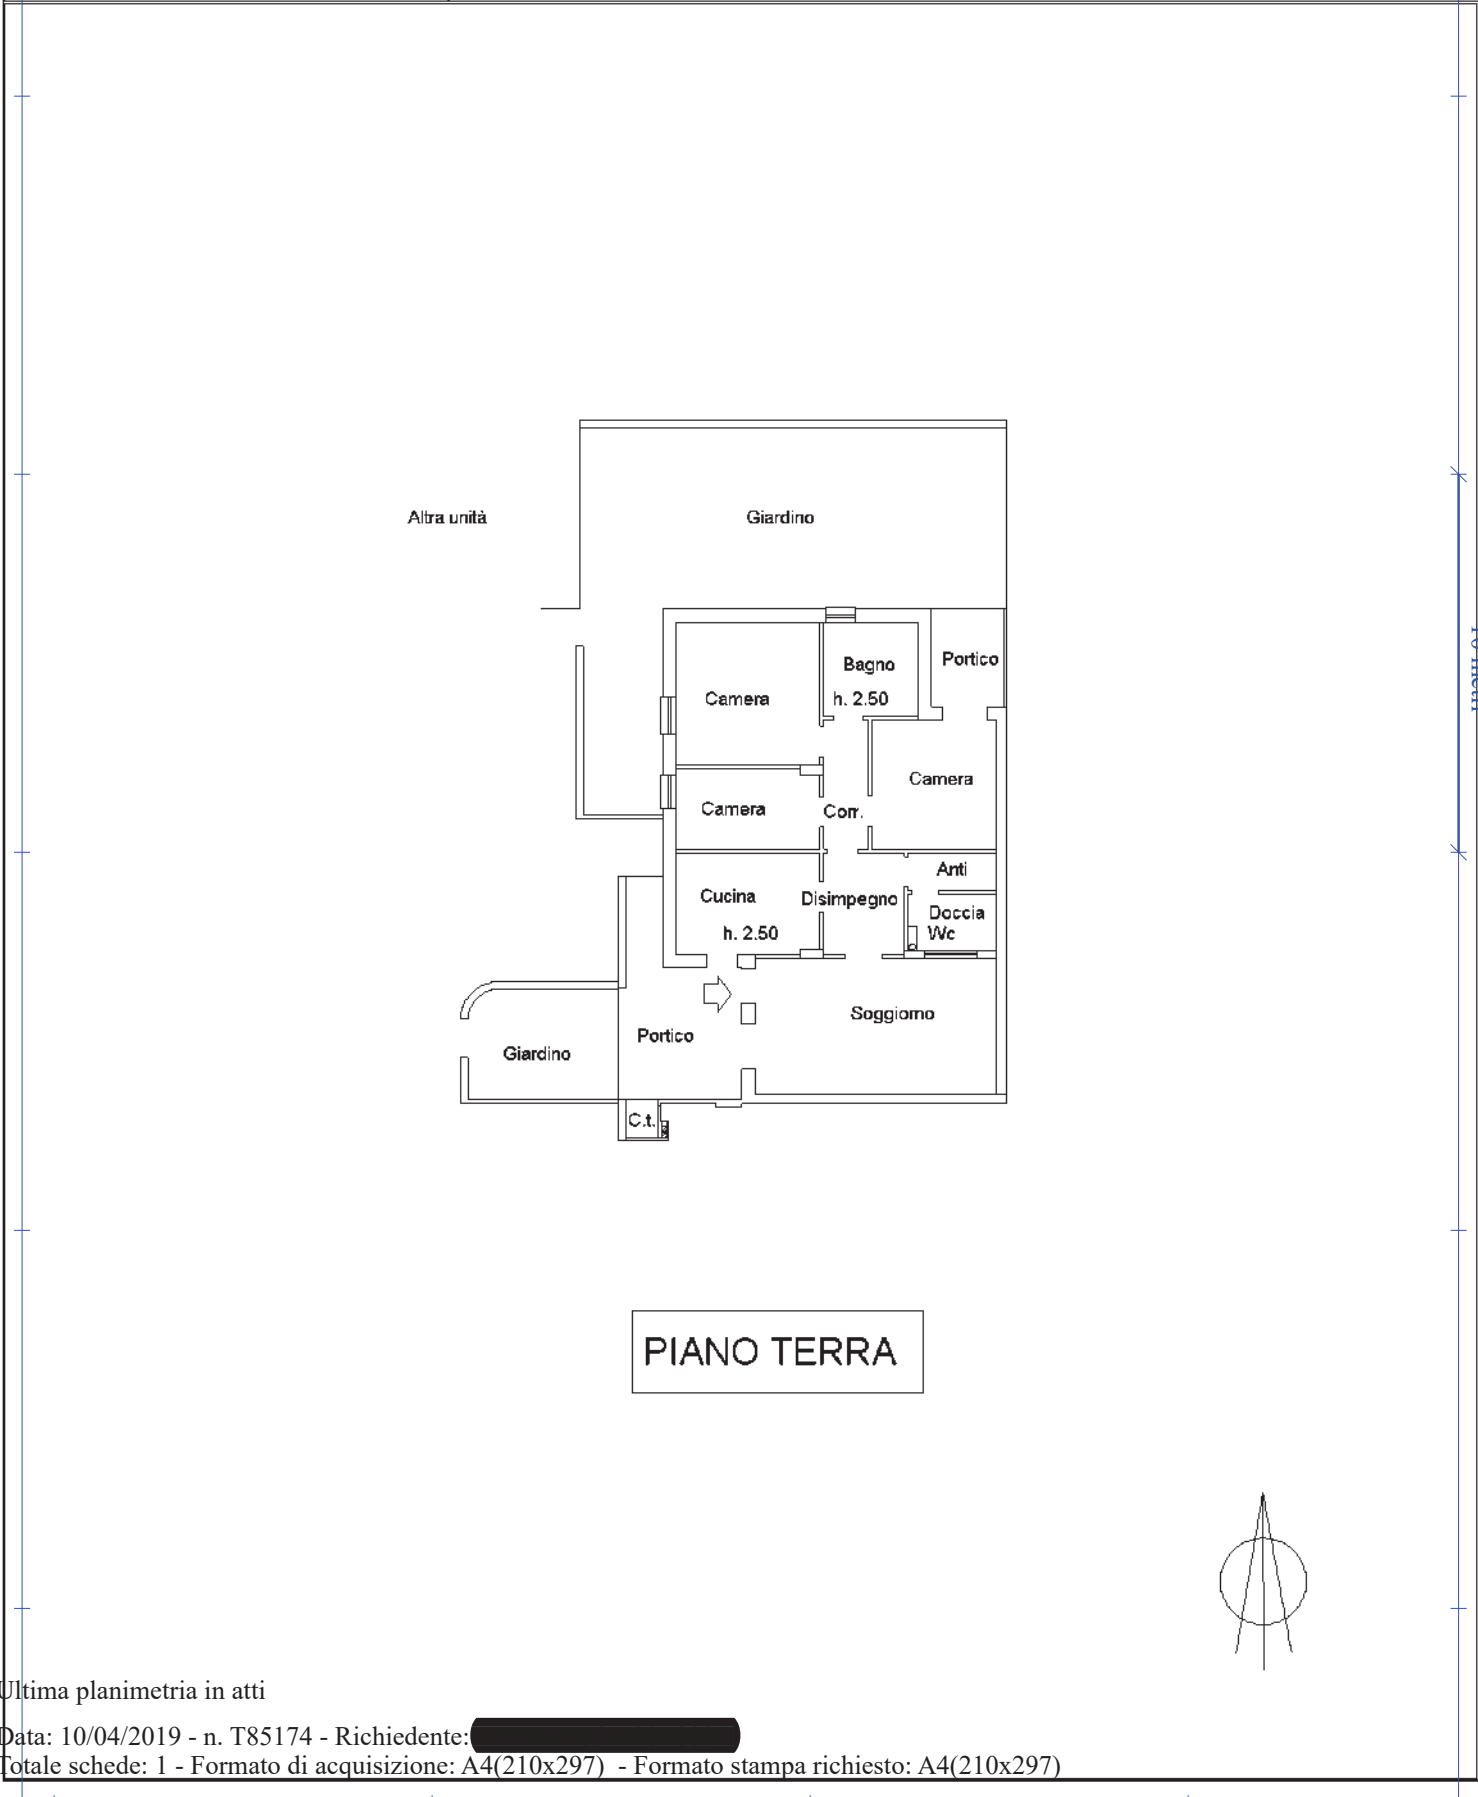 Altra unità
Giardino
Bagno
h. 2.50
Portico
Camera
Camera
Camera
Corr.
Anti
Cucina
h. 2.50
Disimpegno
Doccia
Wc
Soggiorno
Portico
Giardino
C.t.
10 metri
PIANO TERRA
Ultima planimetria in atti
Data: 10/04/2019 - n. T85174 - Richiedente:
Totale schede: 1 - Formato di acquisizione: A4(210x297) - Formato stampa richiesto: A4(210x297)